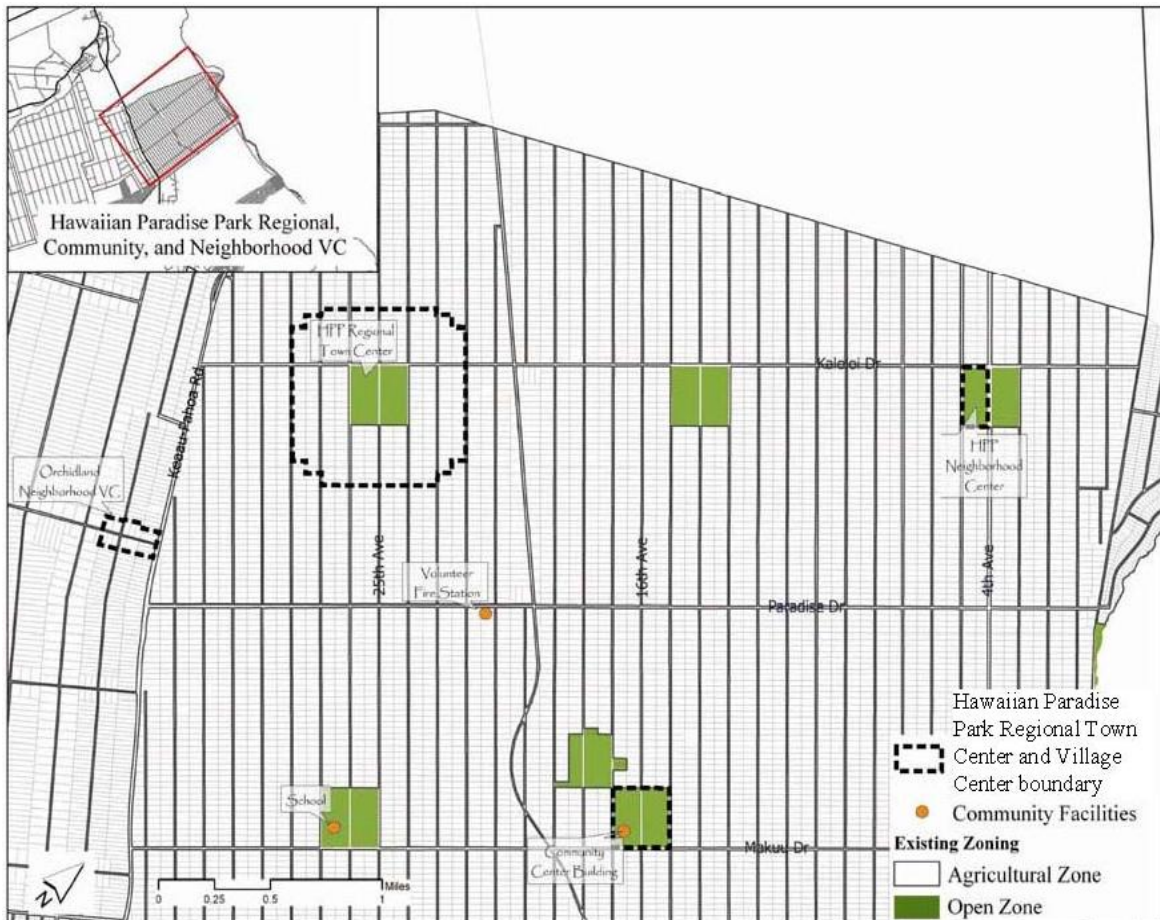 Hawaiian Paradise Park Regional,
Community, and Neighborhood VC
HPP Regional
Town Center
Kaloloi Dr
Keaau-Pahoa Rd
HPP
Neighborhood
Center
Orchidland
Neighborhood VC
25th Ave
16th Ave
4th Ave
Volunteer
Fire Station
Paradise Dr
School
Community
Center Building
Makuu Dr
Hawaiian Paradise
Park Regional Town
Center and Village
Center boundary
Community Facilities
Existing Zoning
Agricultural Zone
Open Zone
N
0 0.25 0.5 1
Miles